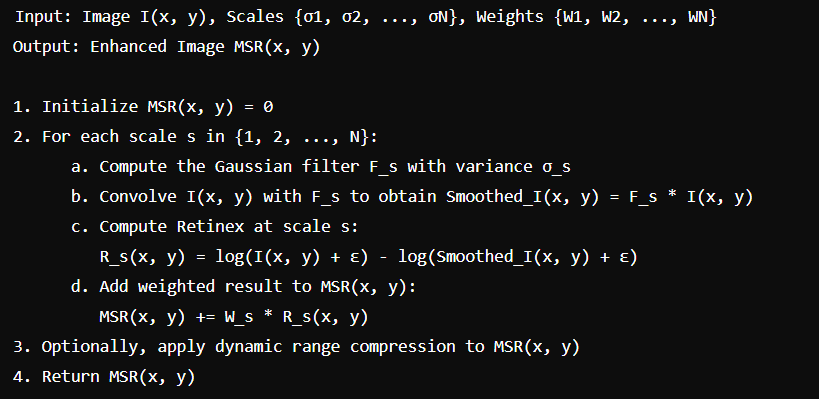 Input: Image I(x, y), Scales {σ1, σ2, ..., σN}, Weights {W1, W2, ..., WN}
Output: Enhanced Image MSR(x, y)
1. Initialize MSR(x, y) = 0
2. For each scale s in {1, 2, ..., N}:
a. Compute the Gaussian filter F_s with variance σ_s
b. Convolve I(x, y) with F_s to obtain Smoothed_I(x, y) = F_s * I(x, y)
c. Compute Retinex at scale s:
R_s(x, y) = log(I(x, y) + ε) - log(Smoothed_I(x, y) + ε)
d. Add weighted result to MSR(x, y):
MSR(x, y) += W_s * R_s(x, y)
3. Optionally, apply dynamic range compression to MSR(x, y)
4. Return MSR(x, y)